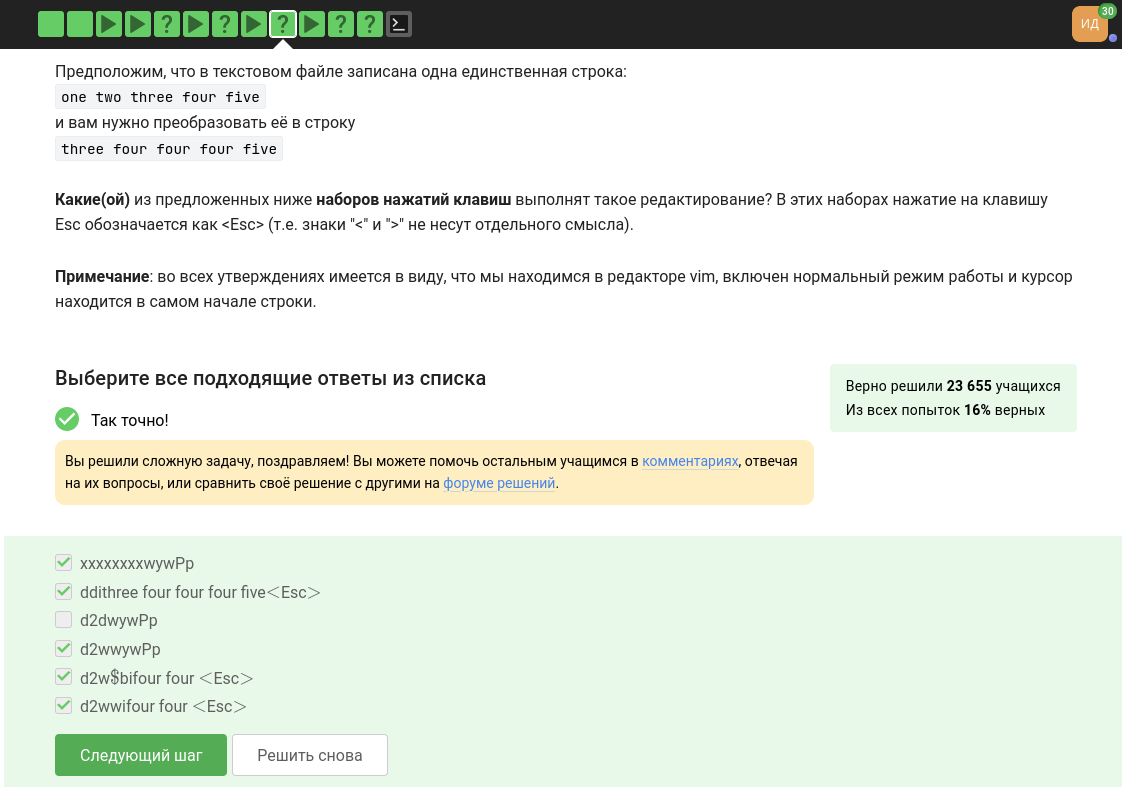 ? ? ? ? ?
ИД
30
Предположим, что в текстовом файле записана одна единственная строка:
one two three four five
и вам нужно преобразовать её в строку
three four four four five
Какие(ой) из предложенных ниже наборов нажатий клавиш выполнят такое редактирование? В этих наборах нажатие на клавишу
Esc обозначается как <Esc> (т.е. знаки "<" и ">" не несут отдельного смысла).
Примечание: во всех утверждениях имеется в виду, что мы находимся в редакторе vim, включен нормальный режим работы и курсор
находится в самом начале строки.
Выберите все подходящие ответы из списка
Верно решили 23 655 учащихся
Из всех попыток 16% верных
Так точно!
Вы решили сложную задачу, поздравляем! Вы можете помочь остальным учащимся в комментариях, отвечая
на их вопросы, или сравнить своё решение с другими на форуме решений.
xxxxxxxxwywPp
ddithree four four four five<Esc>
d2dwywPp
d2wwywPp
d2w$bifour four <Esc>
d2wwifour four <Esc>
Следующий шаг
Решить снова